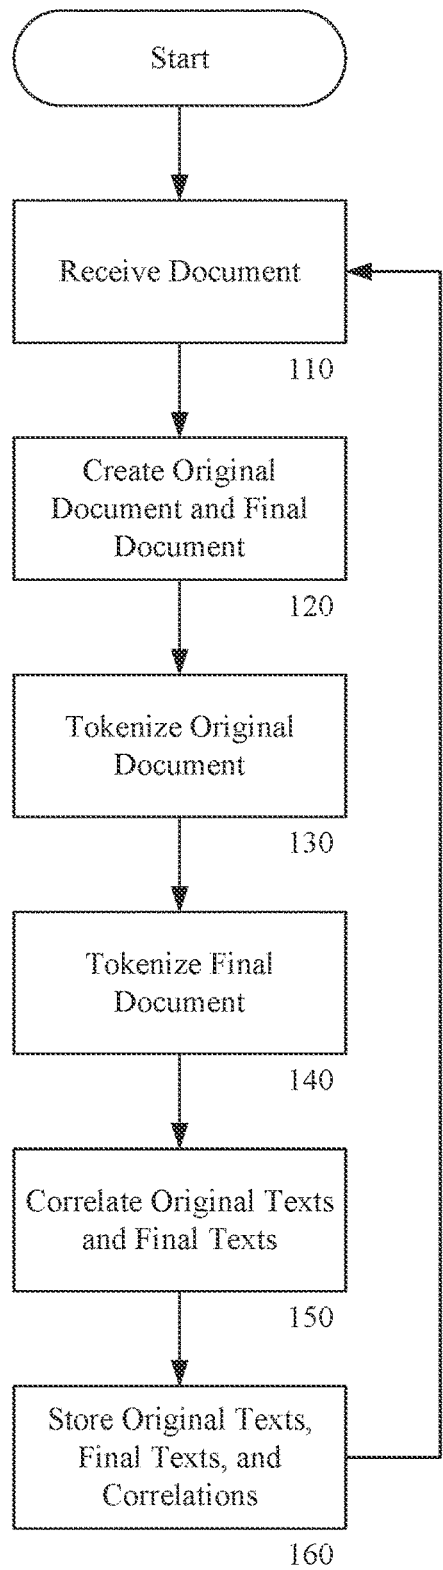 Start
Receive Document
110
Create Original
Document and Final
Document
120
Tokenize Original
Document
130
Tokenize Final
Document
140
Correlate Original Texts
and Final Texts
150
Store Original Texts,
Final Texts, and
Correlations
160